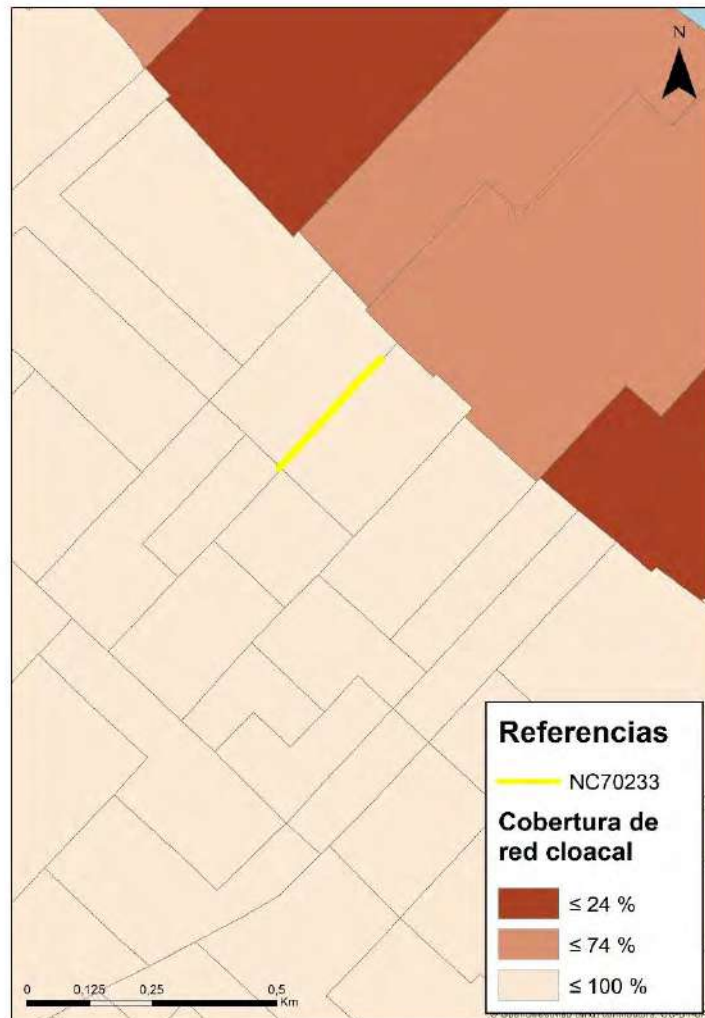 N
Referencias
NC70233
Cobertura de
red cloacal
≤ 24 %
≤ 74 %
≤ 100 %
0 0,125 0,25 0,5
Km